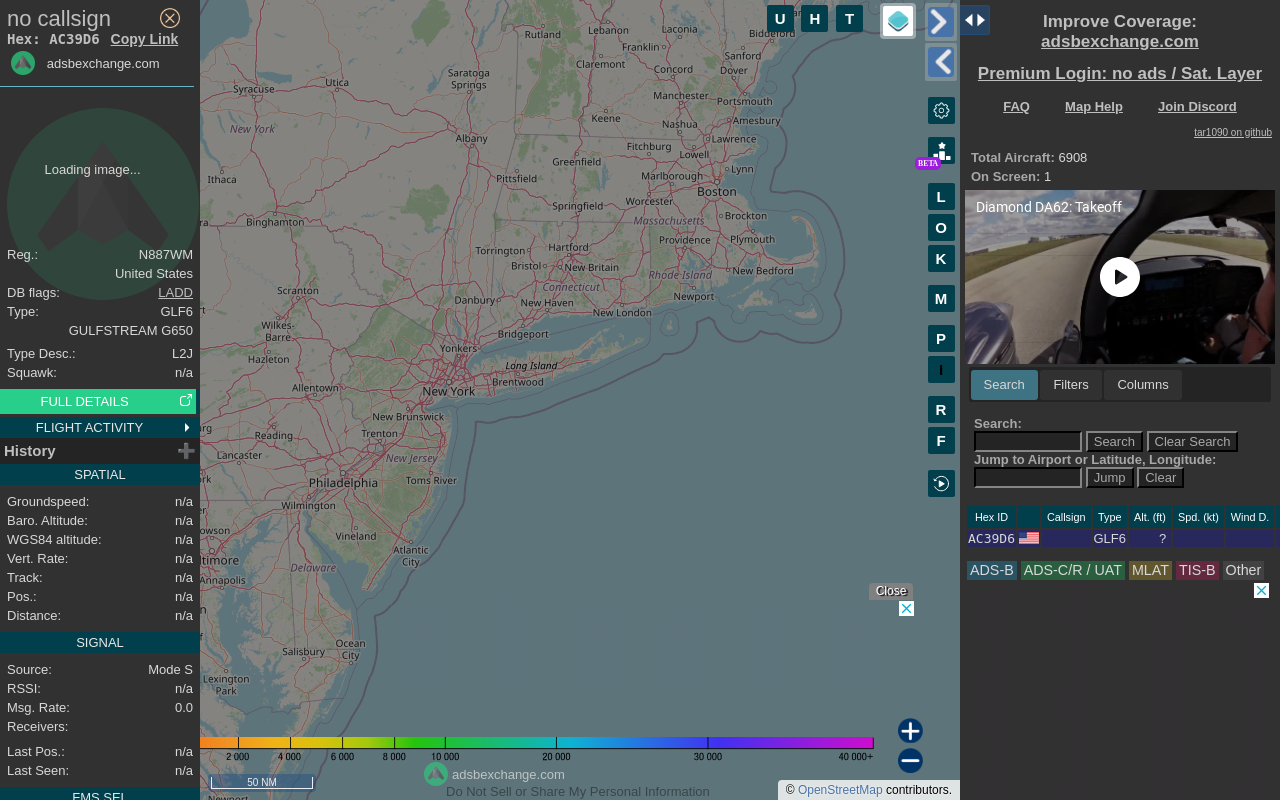 no callsign
Hex: AC39D6 Copy Link
adsbexchange.com
Loading image...
Reg.: N887WM
United States
DB flags: LADD
Type: GLF6
GULFSTREAM G650
Type Desc.: L2J
Squawk: n/a
FULL DETAILS
FLIGHT ACTIVITY
History
SPATIAL
Groundspeed: n/a
Baro. Altitude: n/a
WGS84 altitude: n/a
Vert. Rate: n/a
Track: n/a
Pos.: n/a
Distance: n/a
SIGNAL
Source: Mode S
RSSI: n/a
Msg. Rate: 0.0
Receivers:
Last Pos.: n/a
Last Seen: n/a
FMS SEL
Rutland
Lebanon
Laconia
Biddeford
Franklin
Sanford
Claremont
Concord
Dover
Saratoga
Springs
Utica
Syracuse
Manchester
Portsmouth
Keene
Amesbury
New York
Albany
Nashua
Lawrence
Fitchburg
Lowell
Greenfield
Lynn
Ithaca
Pittsfield
Marlborough
Boston
Worcester
Springfield
Massachusetts
Brockton
Binghamton
Plymouth
Providence
Hartford
Torrington
Bristol
New Britain
New Bedford
Rhode Island
Connecticut
Newport
Scranton
Danbury
New Haven
New London
Wilkes-
Barre
Bridgeport
Yonkers
Hazleton
Long Island
Brentwood
Allentown
New York
New Brunswick
Reading
Trenton
Lancaster
New Jersey
Philadelphia
Toms River
Wilmington
Vineland
Atlantic
City
Delaware
Annapolis
Ocean
City
Salisbury
Lexington
Park
Newport
U H T
BETA
L
O
K
M
P
I
R
F
Close
2 000 4 000 6 000 8 000 10 000 20 000 30 000 40 000+
50 NM
adsbexchange.com
Do Not Sell or Share My Personal Information
© OpenStreetMap contributors.
Improve Coverage:
adsbexchange.com
Premium Login: no ads / Sat. Layer
FAQ Map Help Join Discord
tar1090 on github
Total Aircraft: 6908
On Screen: 1
Diamond DA62: Takeoff
Search Filters Columns
Search:
Search Clear Search
Jump to Airport or Latitude, Longitude:
Jump Clear
Hex ID Callsign Type Alt. (ft) Spd. (kt) Wind D.
AC39D6 GLF6 ?
ADS-B ADS-C/R / UAT MLAT TIS-B Other